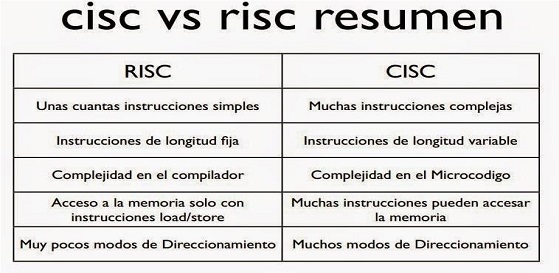 cisc vs risc resumen
RISC
CISC
Unas cuantas instrucciones simples
Muchas instrucciones complejas
Instrucciones de longitud fija
Instrucciones de longitud variable
Complejidad en el compilador
Complejidad en el Microcodigo
Acceso a la memoria solo con
instrucciones load/store
Muchas instrucciones pueden accesar
la memoria
Muy pocos modos de Direccionamiento
Muchos modos de Direccionamiento